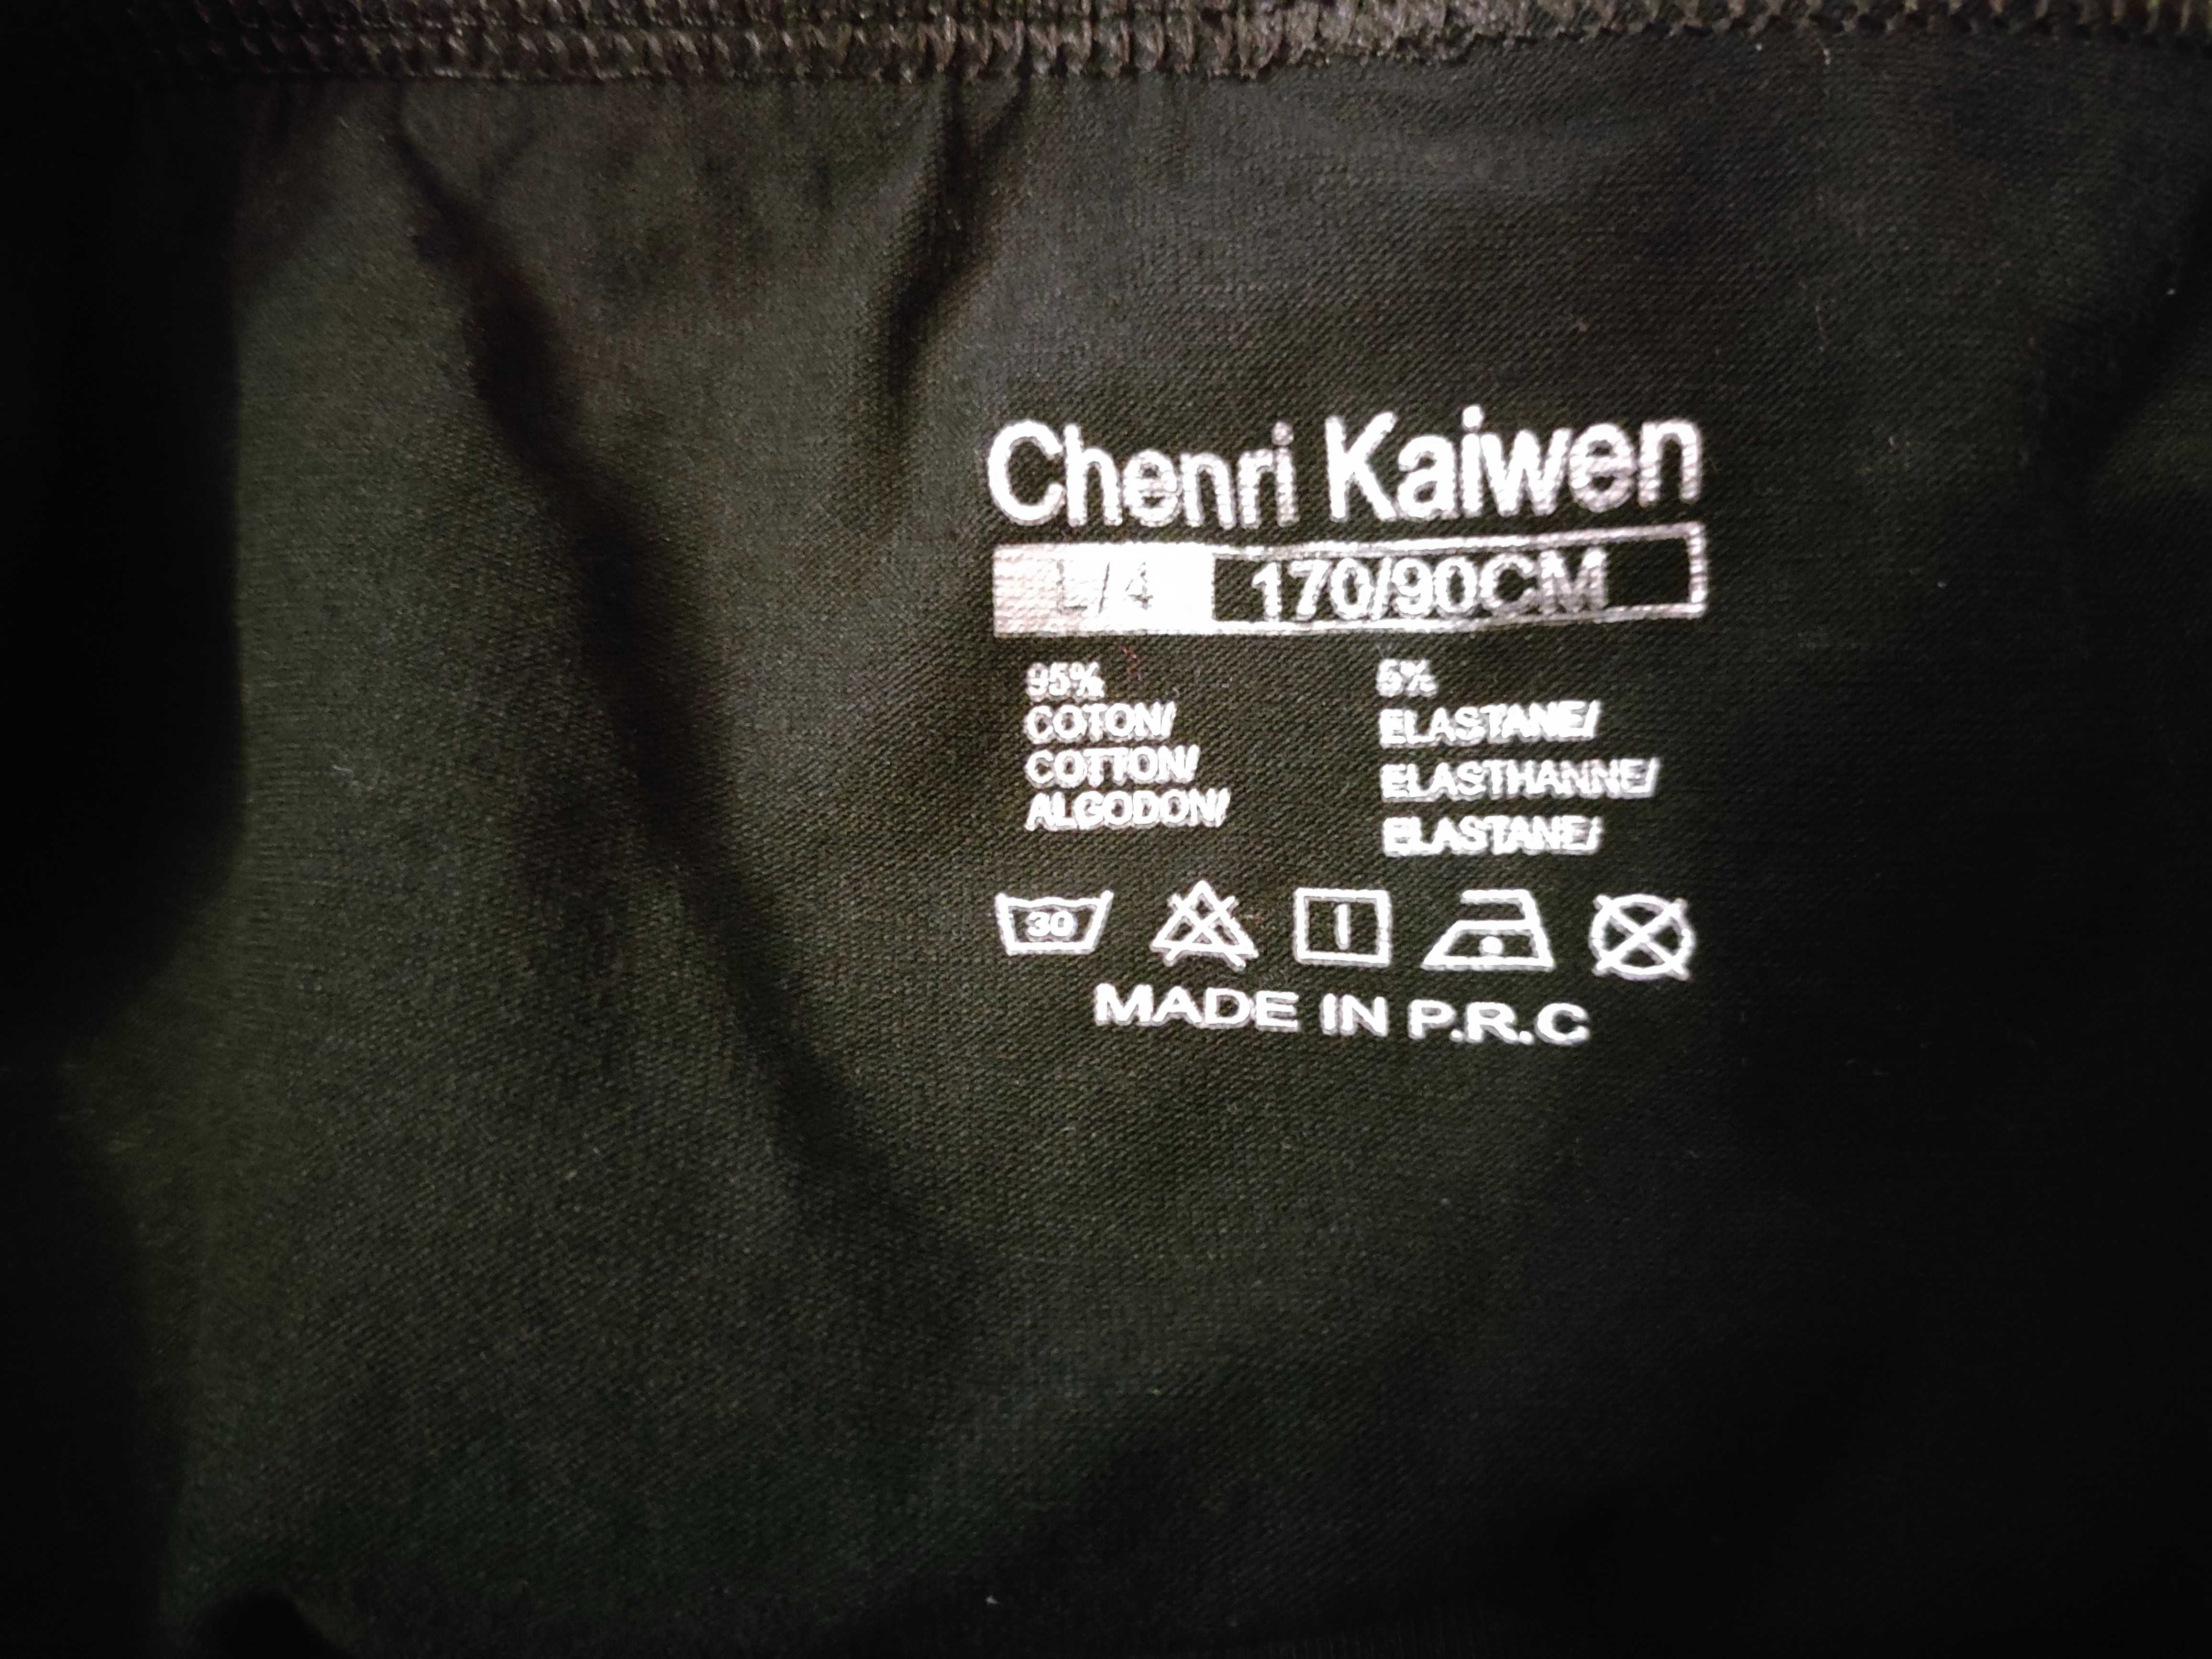 Chenri Kaiwen
L/4 170/90CM
95%
COTON/
COTTON/
ALGODON/
5%
ELASTANE/
ELASTHANNE/
ELASTANE/
30
MADE IN P.R.C